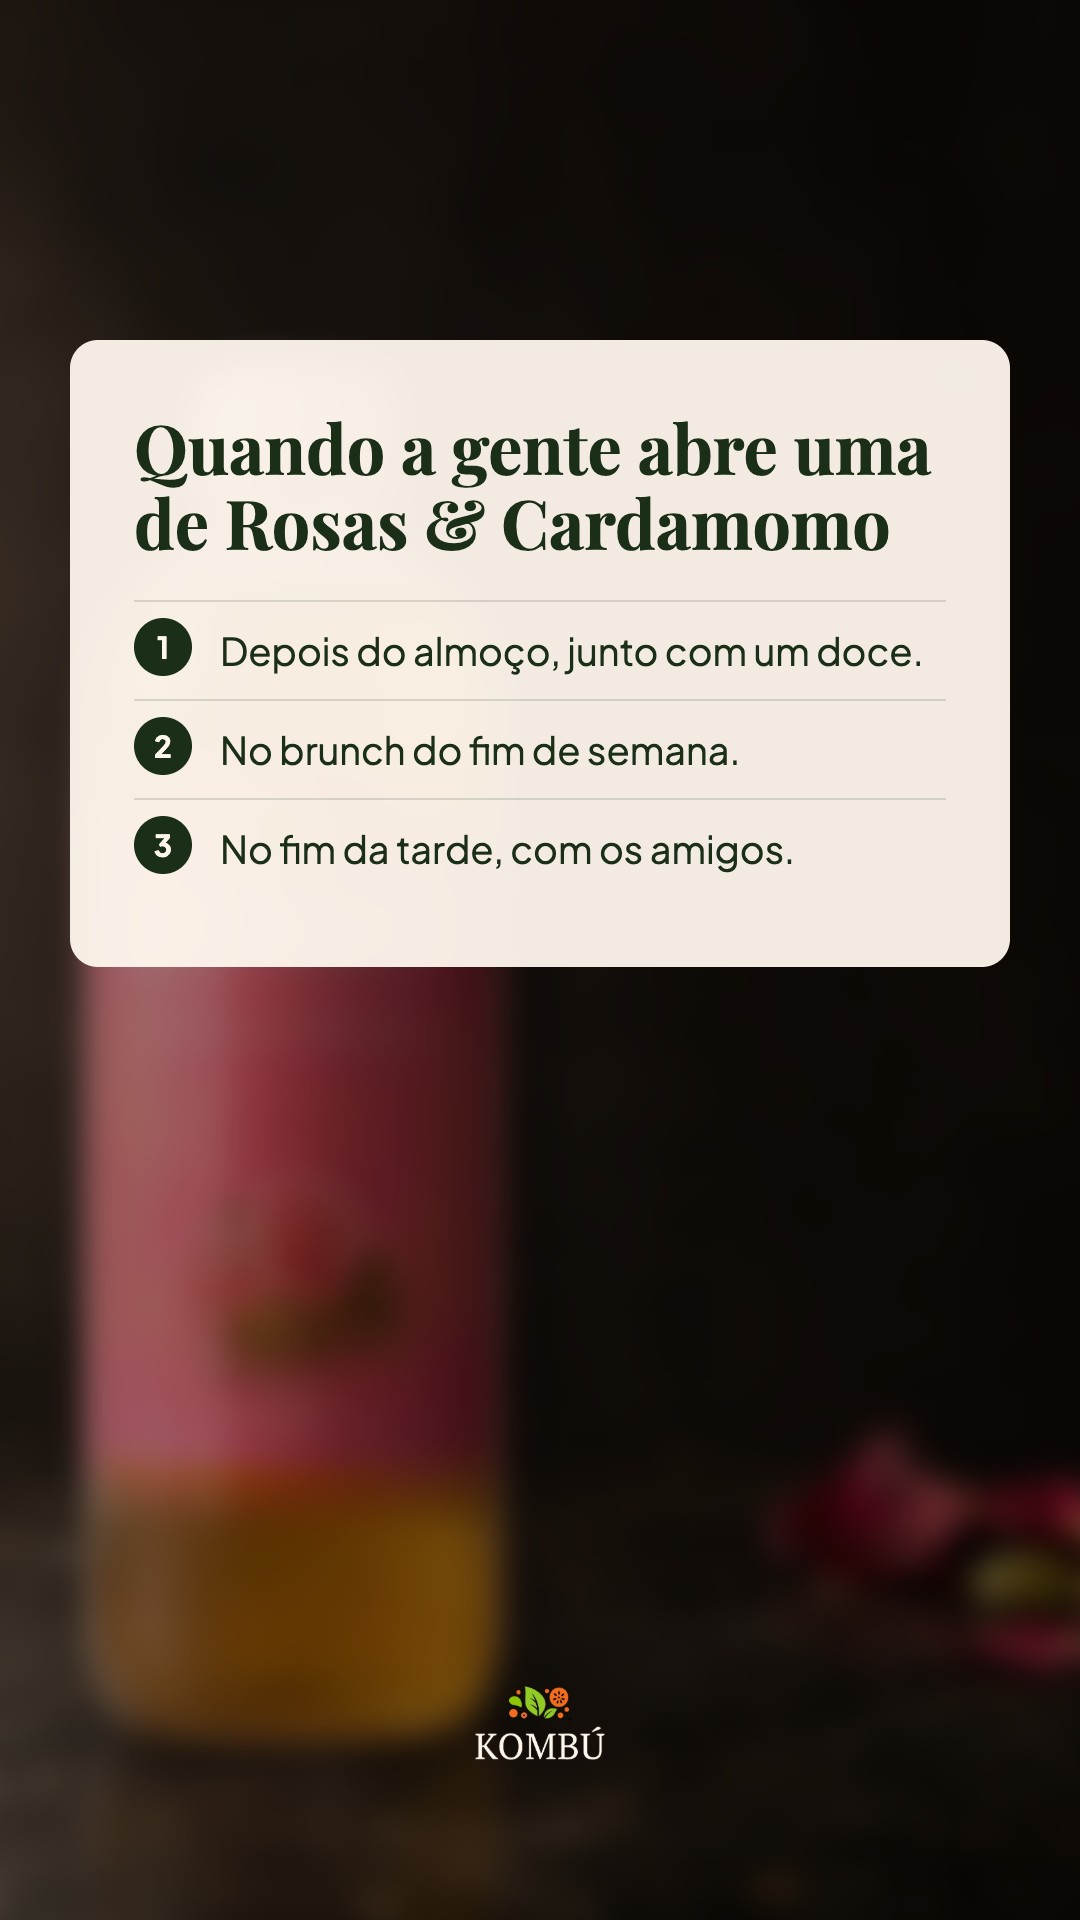 Quando a gente abre uma
de Rosas & Cardamomo
1 Depois do almoço, junto com um doce.
2 No brunch do fim de semana.
3 No fim da tarde, com os amigos.
KOMBÚ